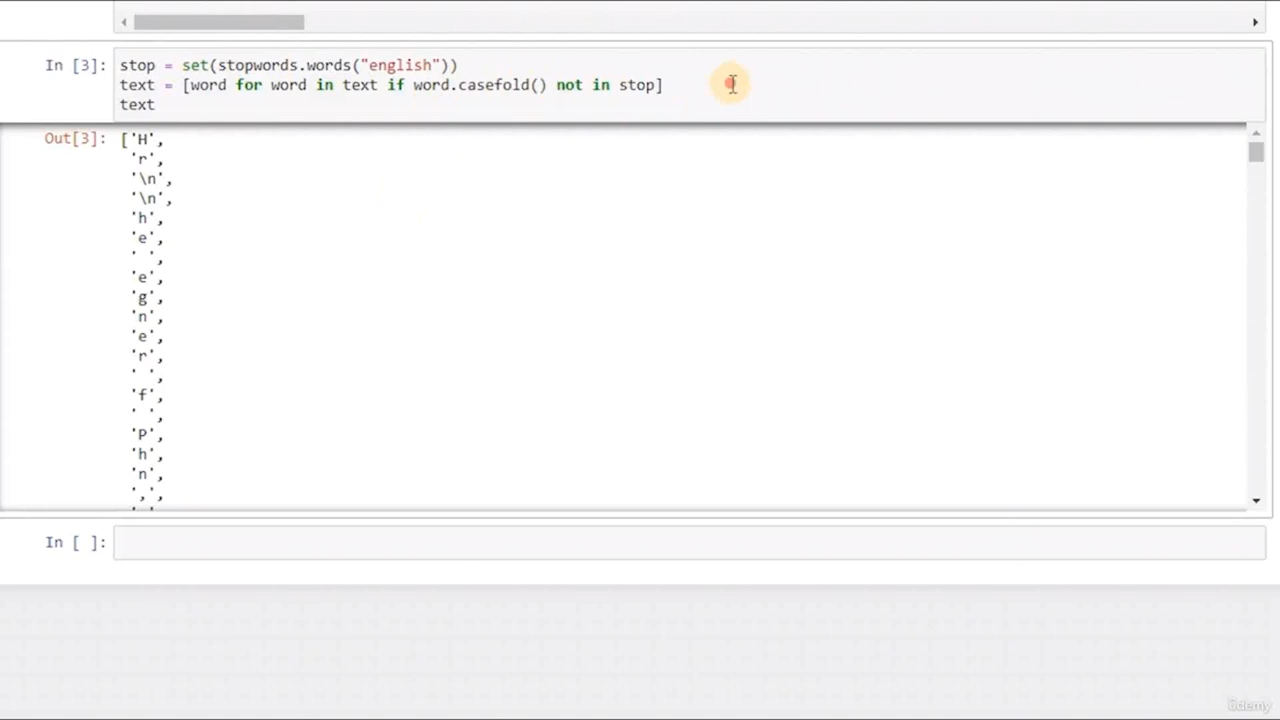 In [3]: stop = set(stopwords.words("english"))
text = [word for word in text if word.casefold() not in stop]
text
Out[3]: ['H',
'r',
'\n',
'\n',
'h',
'e',
' ',
'e',
'g',
'n',
'e',
'r',
' ',
'f',
' ',
'P',
'h',
'n',
',',
In [ ]:
ûdemy